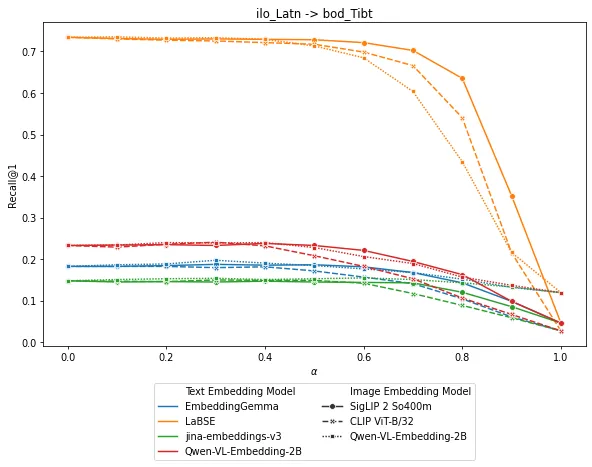 ilo_Latn -> bod_Tibt
Recall@1
0.7
0.6
0.5
0.4
0.3
0.2
0.1
0.0
0.0 0.2 0.4 0.6 0.8 1.0
α
Text Embedding Model Image Embedding Model
EmbeddingGemma SigLIP 2 So400m
LaBSE CLIP ViT-B/32
jina-embeddings-v3 Qwen-VL-Embedding-2B
Qwen-VL-Embedding-2B